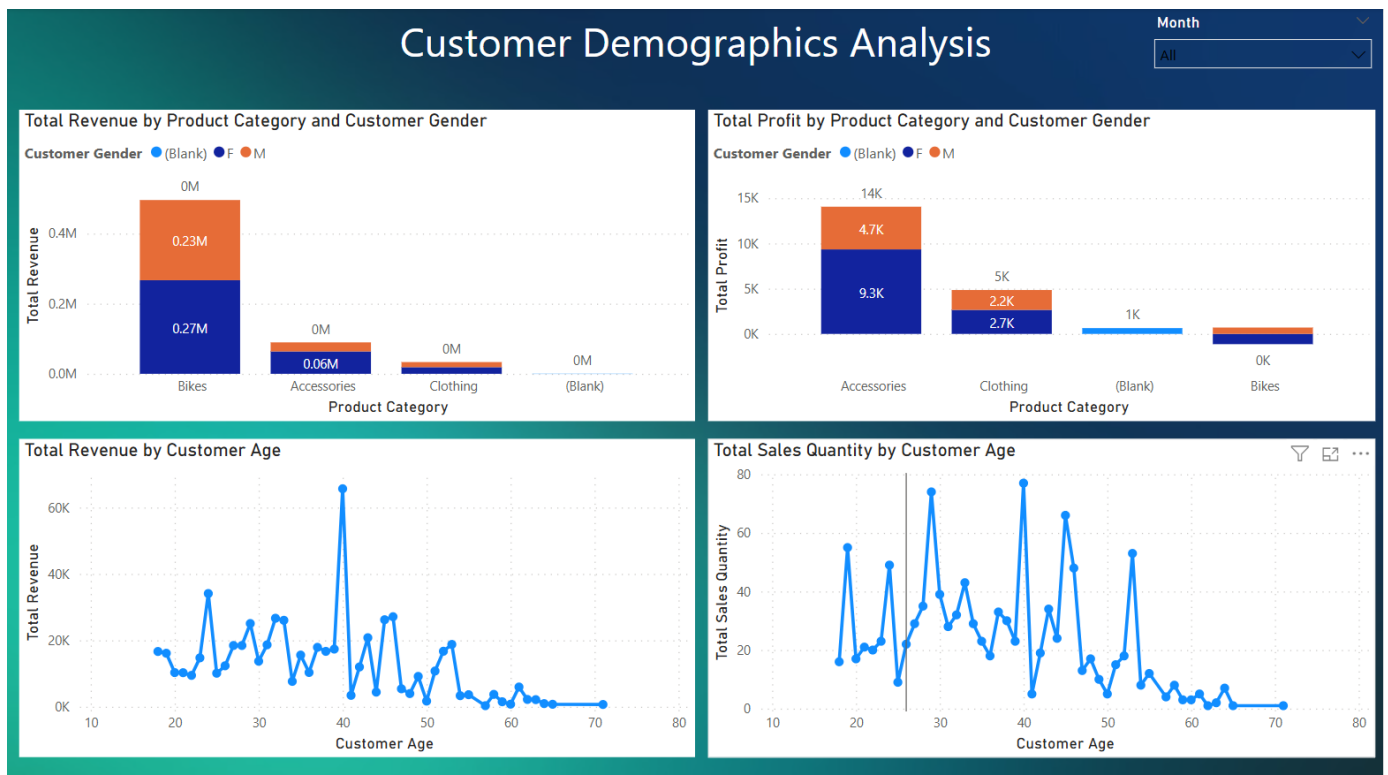 Customer Demographics Analysis
Month
All
Total Revenue by Product Category and Customer Gender
Customer Gender (Blank) F M
Total Revenue
0.4M
0.2M
0.0M
0M
0.23M
0.27M
0M
0.06M
0M
0M
Bikes Accessories Clothing (Blank)
Product Category
Total Profit by Product Category and Customer Gender
Customer Gender (Blank) F M
Total Profit
15K
10K
5K
0K
14K
4.7K
9.3K
5K
2.2K
2.7K
1K
0K
Accessories Clothing (Blank) Bikes
Product Category
Total Revenue by Customer Age
Total Revenue
60K
40K
20K
0K
10 20 30 40 50 60 70 80
Customer Age
Total Sales Quantity by Customer Age
Total Sales Quantity
80
60
40
20
0
10 20 30 40 50 60 70 80
Customer Age